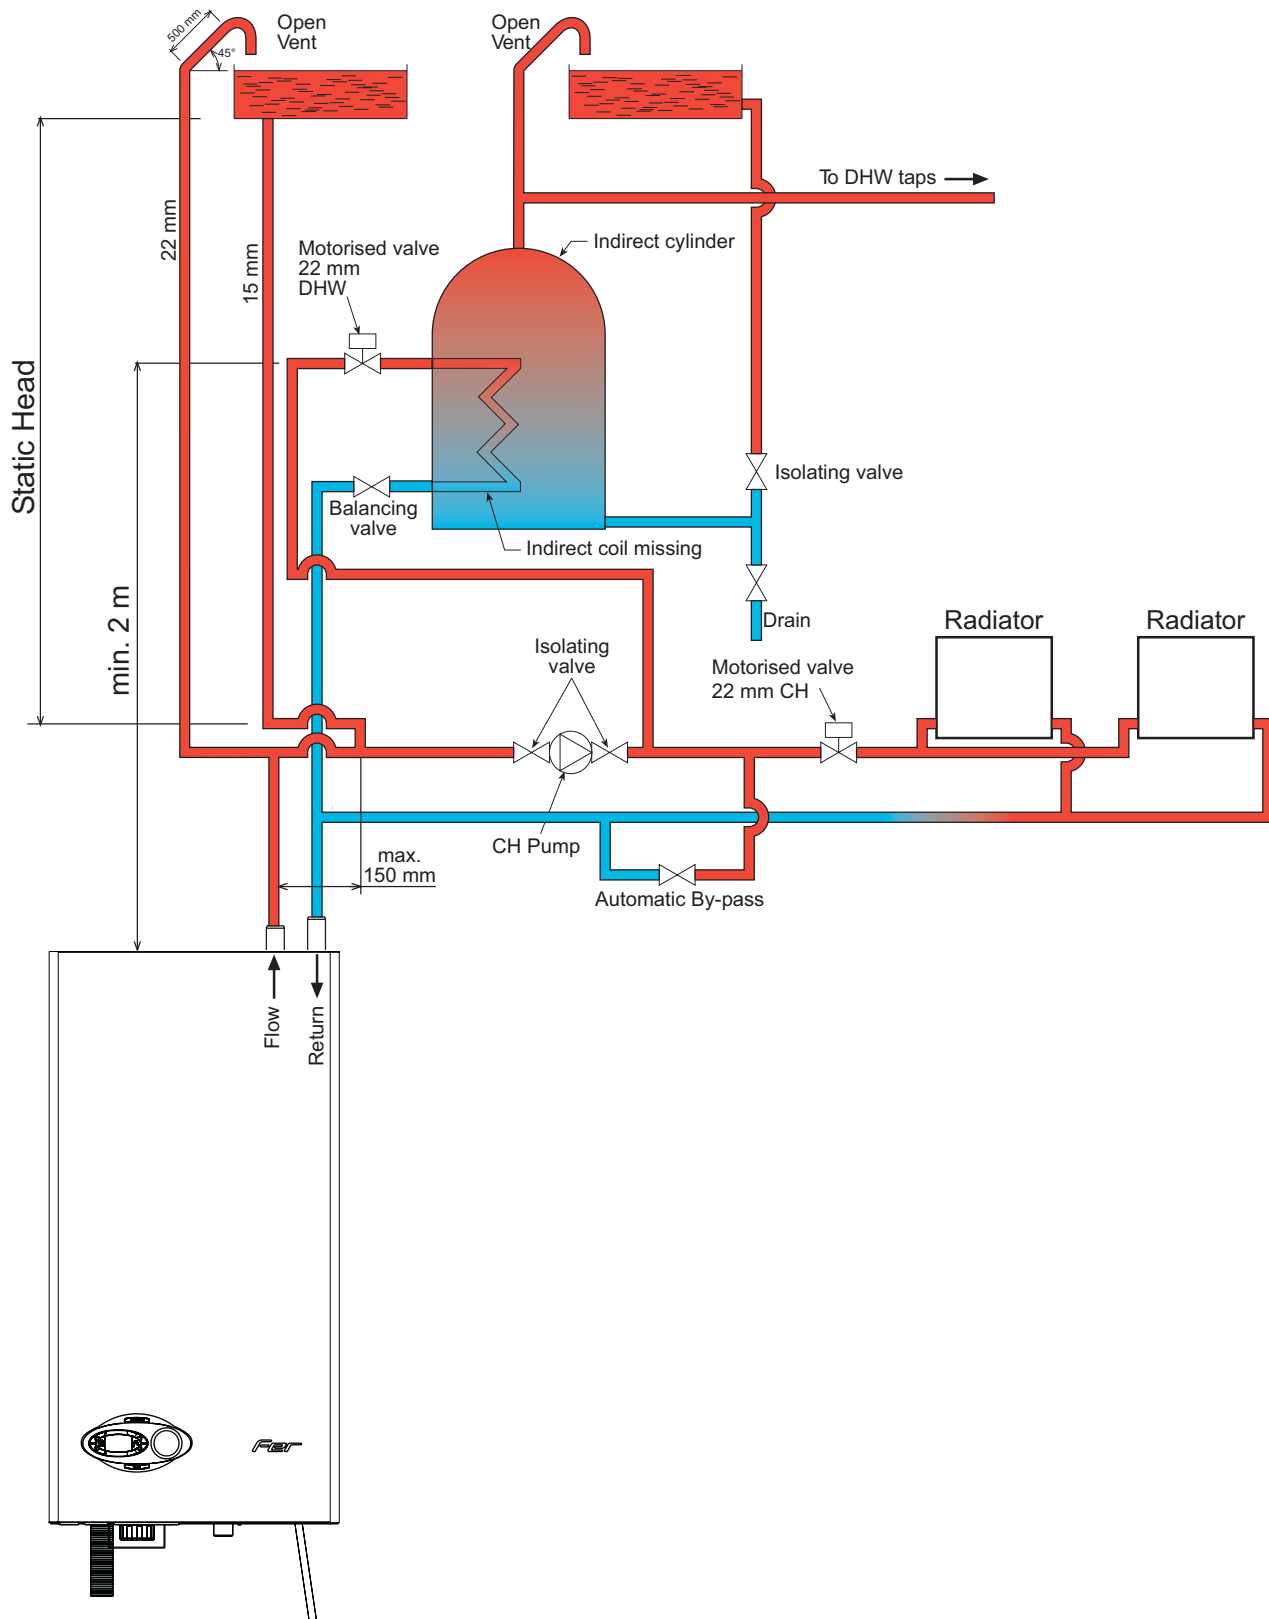 Open
Vent
Open
Vent
500 mm
45°
To DHW taps
22 mm
15 mm
Motorised valve
22 mm
DHW
Indirect cylinder
Static Head
Isolating valve
Balancing
valve
Indirect coil missing
min. 2 m
Drain
Radiator
Radiator
Isolating
valve
Motorised valve
22 mm CH
CH Pump
max.
150 mm
Automatic By-pass
Flow
Return
Fer